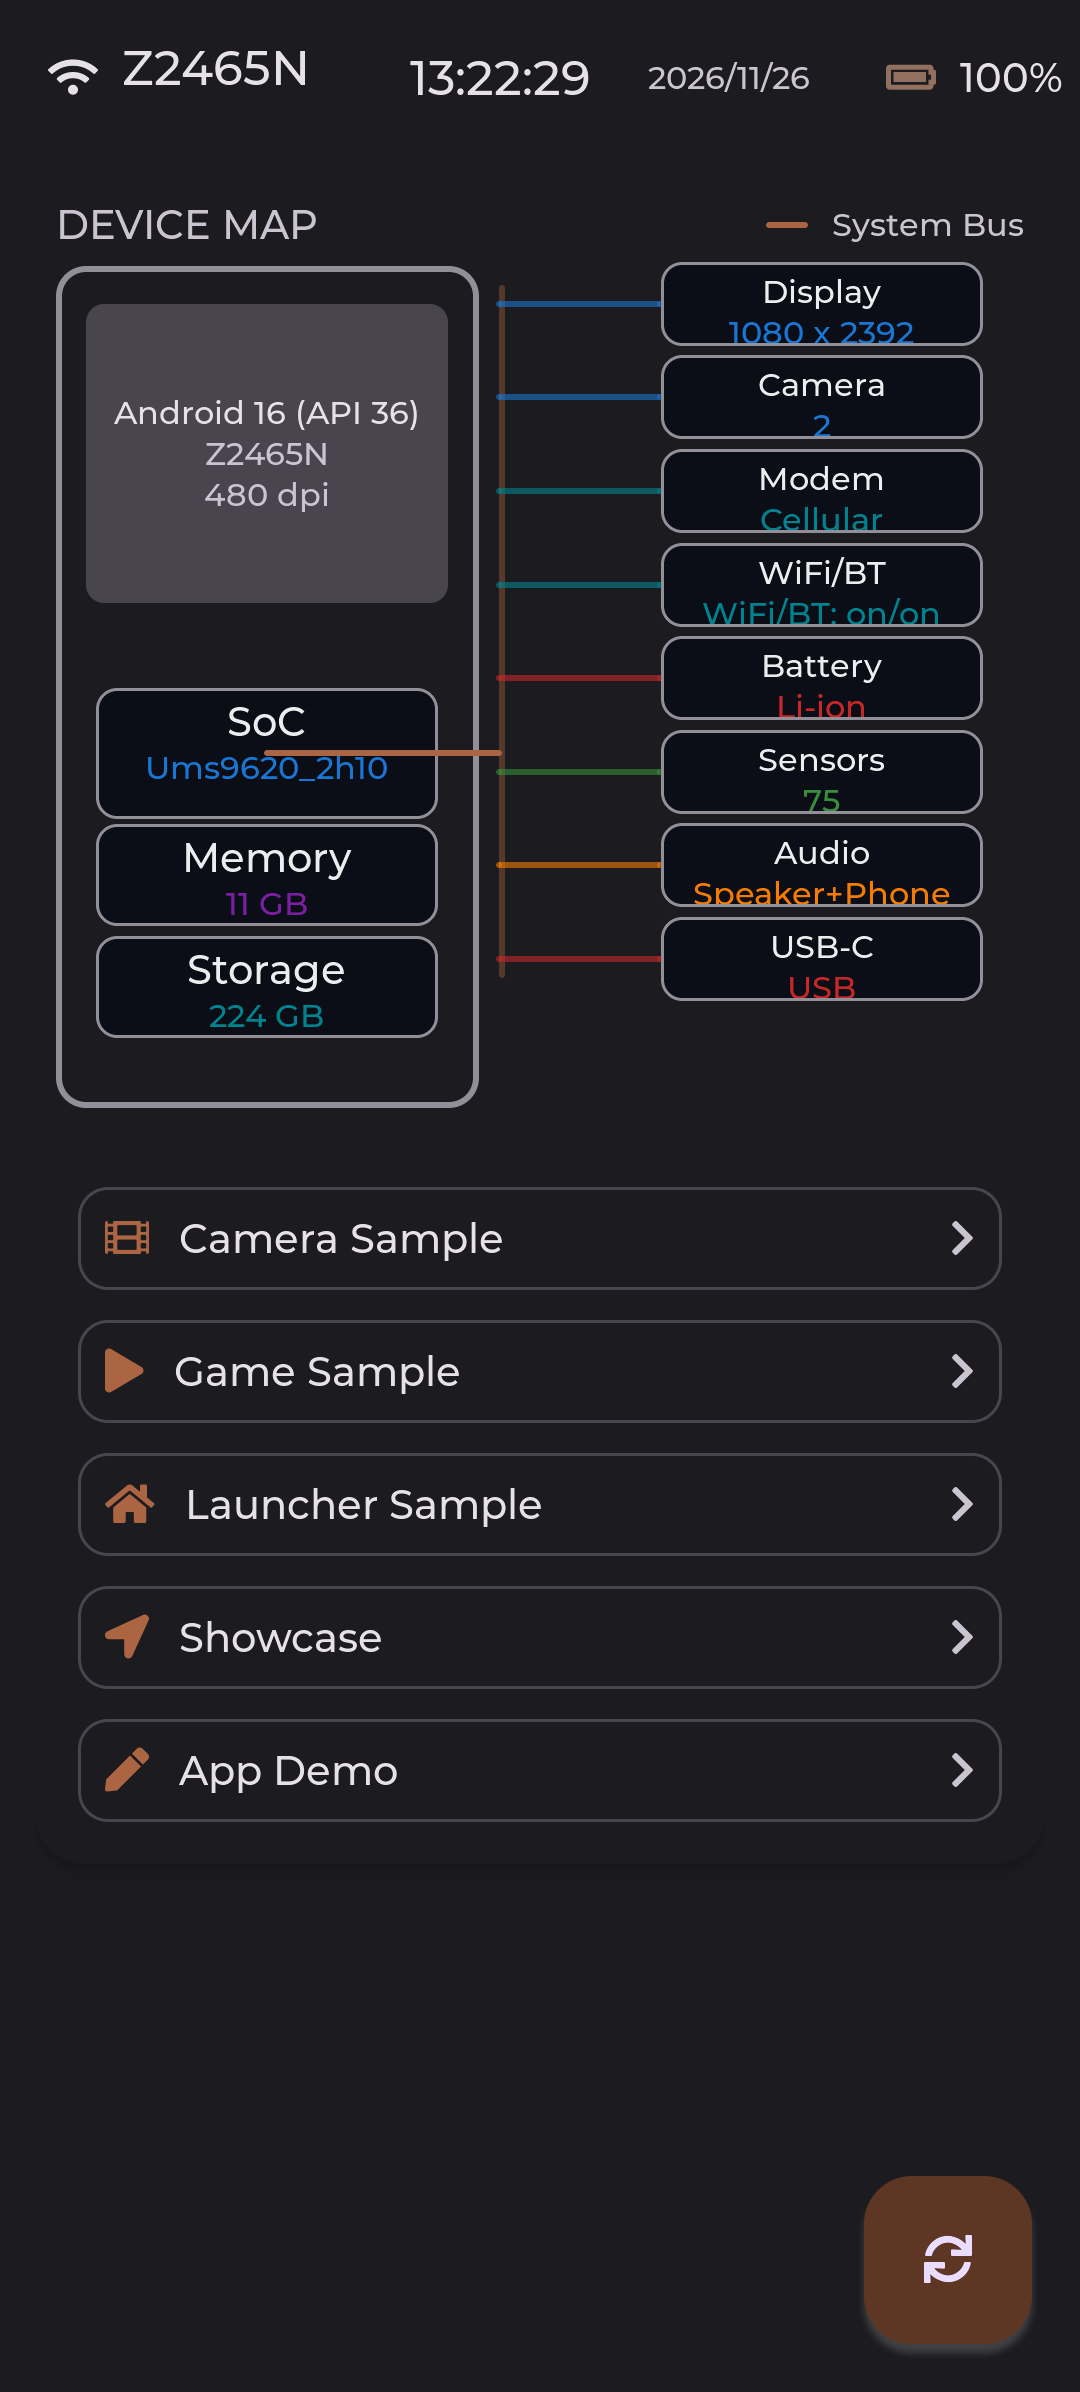 Z2465N
13:22:29
2026/11/26
100%
DEVICE MAP
System Bus
Android 16 (API 36)
Z2465N
480 dpi
SoC
Ums9620_2h10
Memory
11 GB
Storage
224 GB
Display
1080 x 2392
Camera
2
Modem
Cellular
WiFi/BT
WiFi/BT: on/on
Battery
Li-ion
Sensors
75
Audio
Speaker+Phone
USB-C
USB
Camera Sample
Game Sample
Launcher Sample
Showcase
App Demo